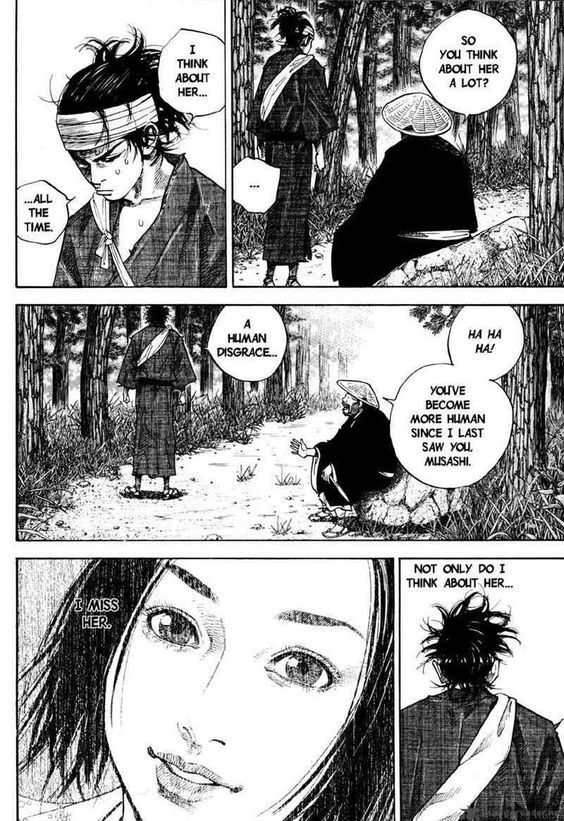 SO
YOU THINK
ABOUT HER
A LOT?
...
I
THINK
ABOUT
HER...
...ALL
THE
TIME.
HA HA
HA!
YOU'VE
BECOME
MORE HUMAN
SINCE I LAST
SAW YOU,
MUSASHI.
A
HUMAN
DISGRACE...
NOT ONLY DO I
THINK ABOUT HER...
I MISS
HER.